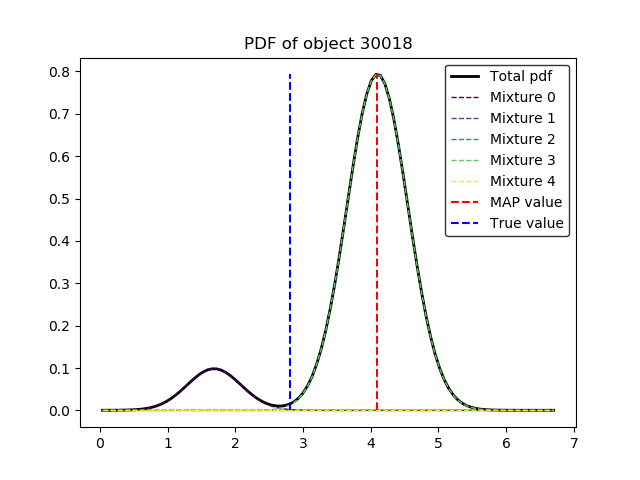 PDF of object 30018
0.8
0.7
0.6
0.5
0.4
0.3
0.2
0.1
0.0
0 1 2 3 4 5 6 7
Total pdf
Mixture 0
Mixture 1
Mixture 2
Mixture 3
Mixture 4
MAP value
True value